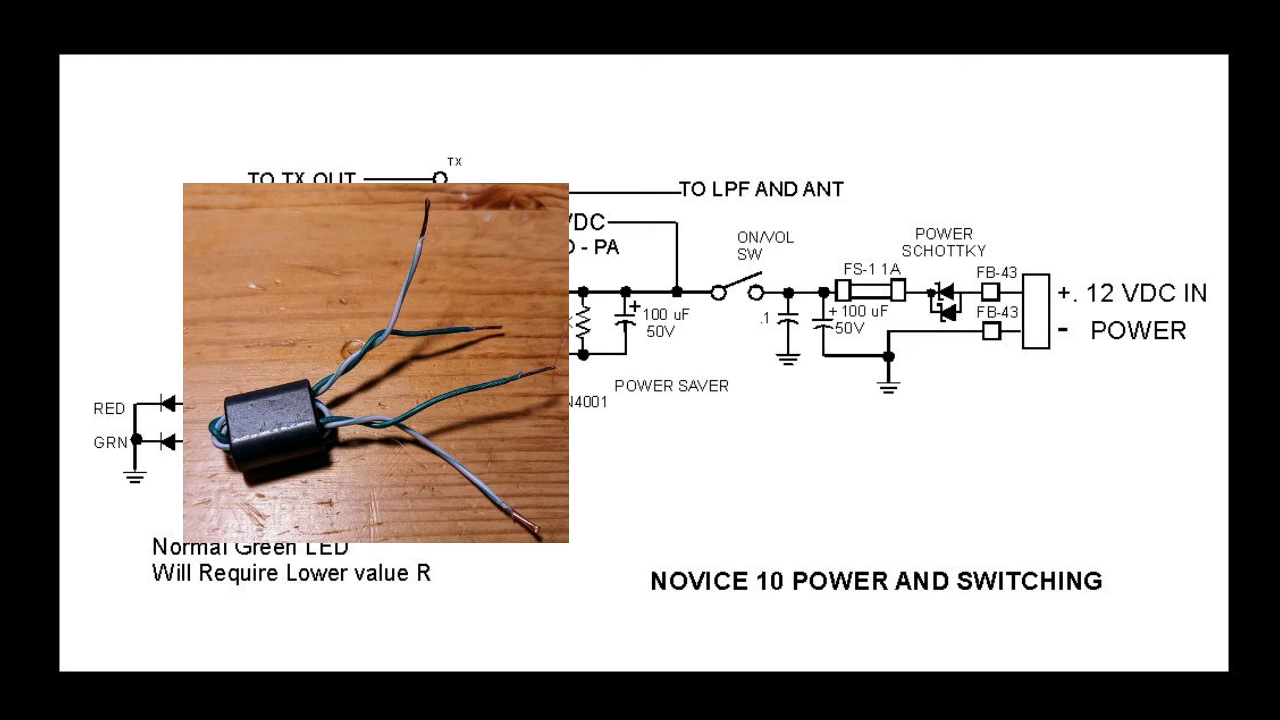 TX
TO TX OUT
TO LPF AND ANT
VDC
- PA
ON/VOL
SW
POWER
SCHOTTKY
FS-1 1A
FB-43
+. 12 VDC IN
+
100 uF
50V
.1
+ 100 uF
50V
FB-43
- POWER
POWER SAVER
N4001
RED
GRN
Normal Green LED
Will Require Lower value R
NOVICE 10 POWER AND SWITCHING